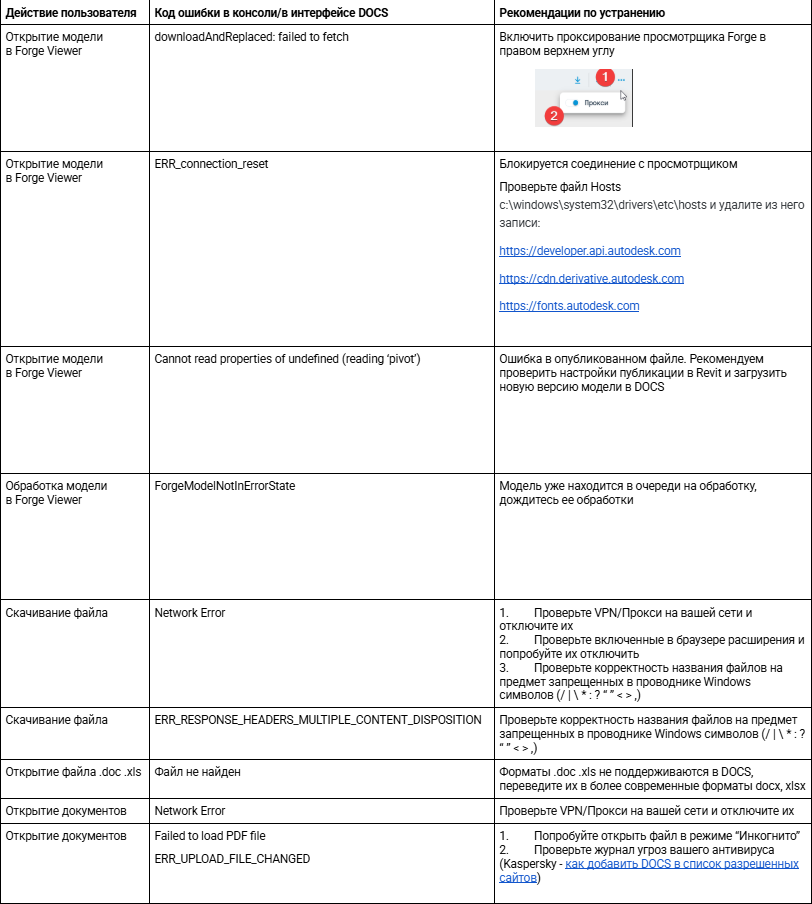 Действие пользователя
Код ошибки в консоли/в интерфейсе DOCS
Рекомендации по устранению
Открытие модели
в Forge Viewer
downloadAndReplaced: failed to fetch
Включить проксирование просмотрщика Forge в
правом верхнем углу
1
...
Прокси
2
Открытие модели
в Forge Viewer
ERR_connection_reset
Блокируется соединение с просмотрщиком
Проверьте файл Hosts
c:\windows\system32\drivers\etc\hosts и удалите из него
записи:
https://developer.api.autodesk.com
https://cdn.derivative.autodesk.com
https://fonts.autodesk.com
Открытие модели
в Forge Viewer
Cannot read properties of undefined (reading ‘pivot’)
Ошибка в опубликованном файле. Рекомендуем
проверить настройки публикации в Revit и загрузить
новую версию модели в DOCS
Обработка модели
в Forge Viewer
ForgeModelNotInErrorState
Модель уже находится в очереди на обработку,
дождитесь ее обработки
Скачивание файла
Network Error
1. Проверьте VPN/Прокси на вашей сети и
отключите их
2. Проверьте включенные в браузере расширения и
попробуйте их отключить
3. Проверьте корректность названия файлов на
предмет запрещенных в проводнике Windows
символов (/ | \ * : ? “ ” < > ,)
Скачивание файла
ERR_RESPONSE_HEADERS_MULTIPLE_CONTENT_DISPOSITION
Проверьте корректность названия файлов на предмет
запрещенных в проводнике Windows символов (/ | \ * : ?
“ ” < > ,)
Открытие файла .doc .xls
Файл не найден
Форматы .doc .xls не поддерживаются в DOCS,
переведите их в более современные форматы docx, xlsx
Открытие документов
Network Error
Проверьте VPN/Прокси на вашей сети и отключите их
Открытие документов
Failed to load PDF file
ERR_UPLOAD_FILE_CHANGED
1. Попробуйте открыть файл в режиме “Инкогнито”
2. Проверьте журнал угроз вашего антивируса
(Kaspersky - как добавить DOCS в список разрешенных
сайтов)